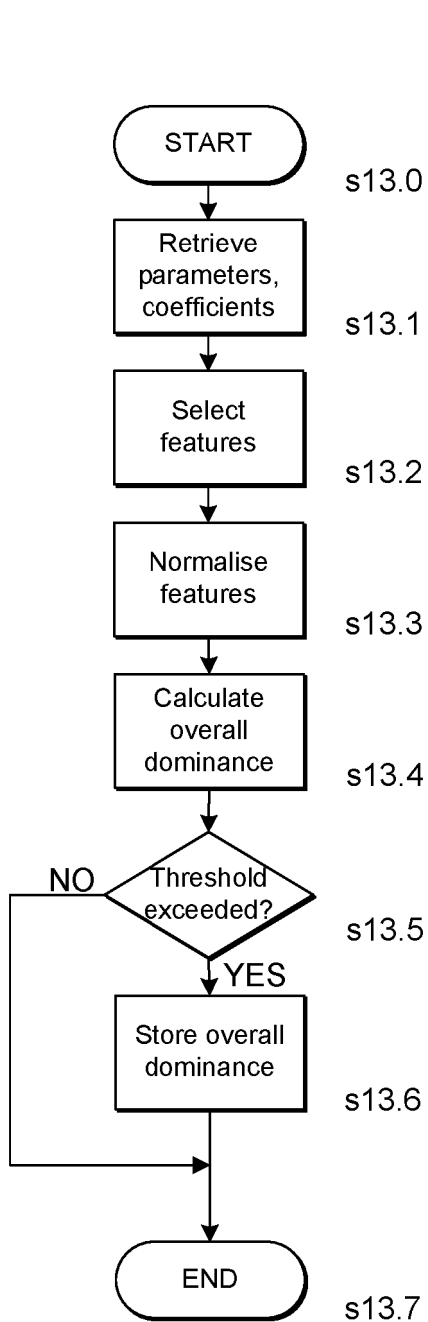 START
s13.0
Retrieve
parameters,
coefficients
s13.1
Select
features
s13.2
Normalise
features
s13.3
Calculate
overall
dominance
s13.4
NO
Threshold
exceeded?
s13.5
YES
Store overall
dominance
s13.6
END
s13.7